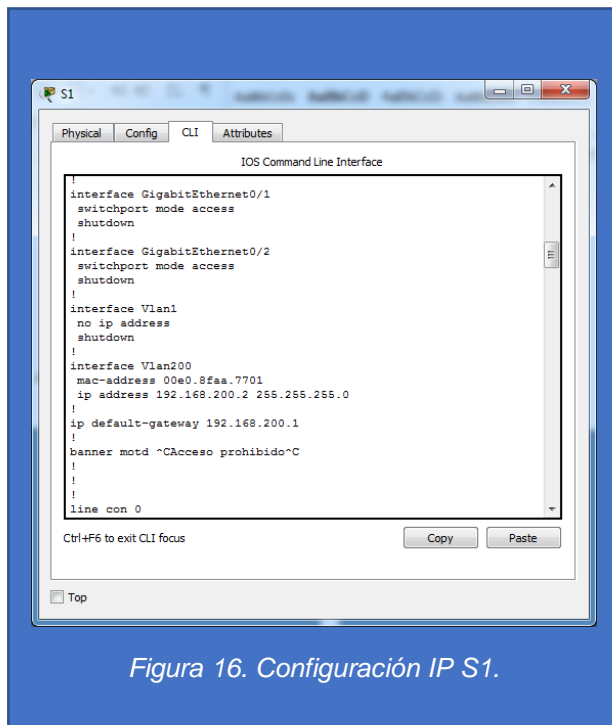 S1
Physical Config CLI Attributes
IOS Command Line Interface
!
interface GigabitEthernet0/1
switchport mode access
shutdown
!
interface GigabitEthernet0/2
switchport mode access
shutdown
!
interface Vlan1
no ip address
shutdown
!
interface Vlan200
mac-address 00e0.8faa.7701
ip address 192.168.200.2 255.255.255.0
!
ip default-gateway 192.168.200.1
!
banner motd ^CAcceso prohibido^C
!
!
!
line con 0
Ctrl+F6 to exit CLI focus
Copy Paste
Top
Figura 16. Configuración IP S1.